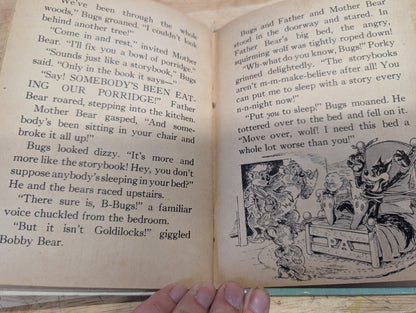 We've been through the whole
woods," Bugs groaned. "I couldn't look
behind another tree!"
"Come in and rest," invited Mother
Bear. "I'll fix you a bowl of porridge."
"Sounds just like a storybook," Bugs
said. "Only in the book it says—"
"Say! SOMEBODY'S BEEN EAT-
ING OUR PORRIDGE!" Father
Bear roared, stepping into the kitchen.
Mother Bear gasped, "And some-
body's been sitting in your chair and
broke it all up!"
Bugs looked dizzy. "It's more and
more like the storybook! Hey, you don't
suppose anybody's sleeping in your bed?"
He and the bears raced upstairs.
"There sure is, B-Bugs!" a familiar
voice chuckled from the bedroom.
"But it isn't Goldilocks!" giggled
Bobby Bear.
Bugs and Father and Mother Bear
stood in the doorway and stared. In
Father Bear's big bed, the angry,
squirming wolf was tightly roped down!
"Wh-what do you know, Bugs!" Porky
grinned delightedly. "The storybooks
aren't m-m-make-believe after all! You
can put me to sleep with a story every
n-n-night now!"
"Put you to sleep!" Bugs moaned. He
tottered over to the bed and fell on it.
"Move over, wolf! I need this bed a
whole lot worse than you!"
PA